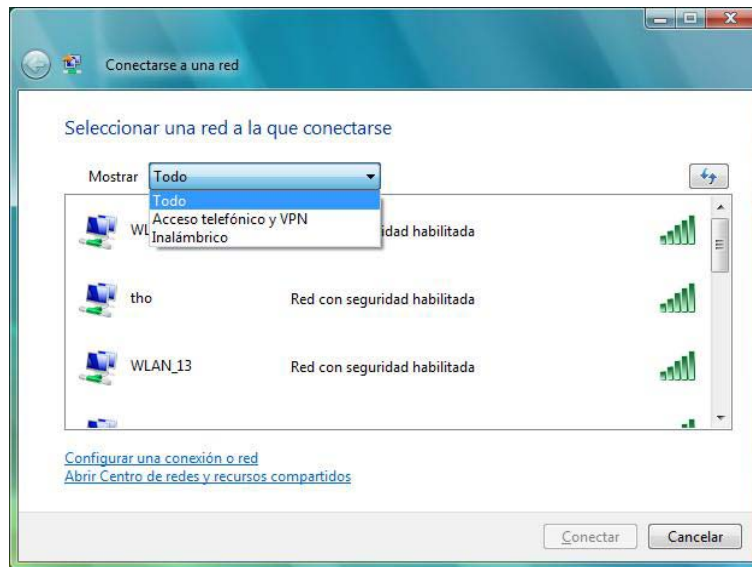 Conectarse a una red
Seleccionar una red a la que conectarse
Mostrar Todo
Todo
Acceso telefónico y VPN
Inalámbrico
habilitada
tho Red con seguridad habilitada
WLAN_13 Red con seguridad habilitada
Configurar una conexión o red
Abrir Centro de redes y recursos compartidos
Conectar Cancelar